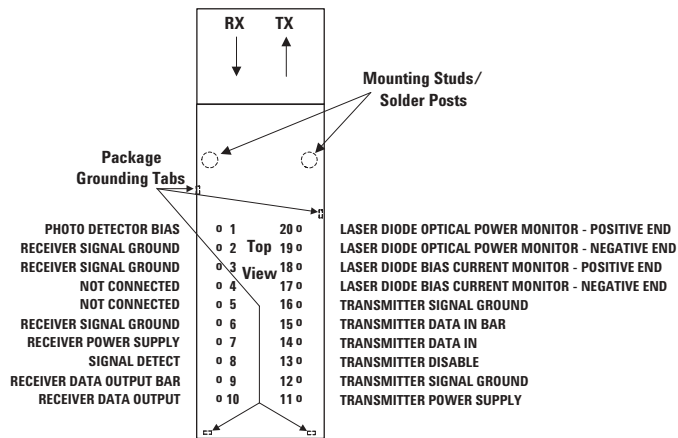 RX TX
Mounting Studs/
Solder Posts
Package
Grounding Tabs
PHOTO DETECTOR BIAS 1 20 LASER DIODE OPTICAL POWER MONITOR - POSITIVE END
RECEIVER SIGNAL GROUND 2 Top 19 LASER DIODE OPTICAL POWER MONITOR - NEGATIVE END
RECEIVER SIGNAL GROUND 3 View 18 LASER DIODE BIAS CURRENT MONITOR - POSITIVE END
NOT CONNECTED 4 17 LASER DIODE BIAS CURRENT MONITOR - NEGATIVE END
NOT CONNECTED 5 16 TRANSMITTER SIGNAL GROUND
RECEIVER SIGNAL GROUND 6 15 TRANSMITTER DATA IN BAR
RECEIVER POWER SUPPLY 7 14 TRANSMITTER DATA IN
SIGNAL DETECT 8 13 TRANSMITTER DISABLE
RECEIVER DATA OUTPUT BAR 9 12 TRANSMITTER SIGNAL GROUND
RECEIVER DATA OUTPUT 10 11 TRANSMITTER POWER SUPPLY